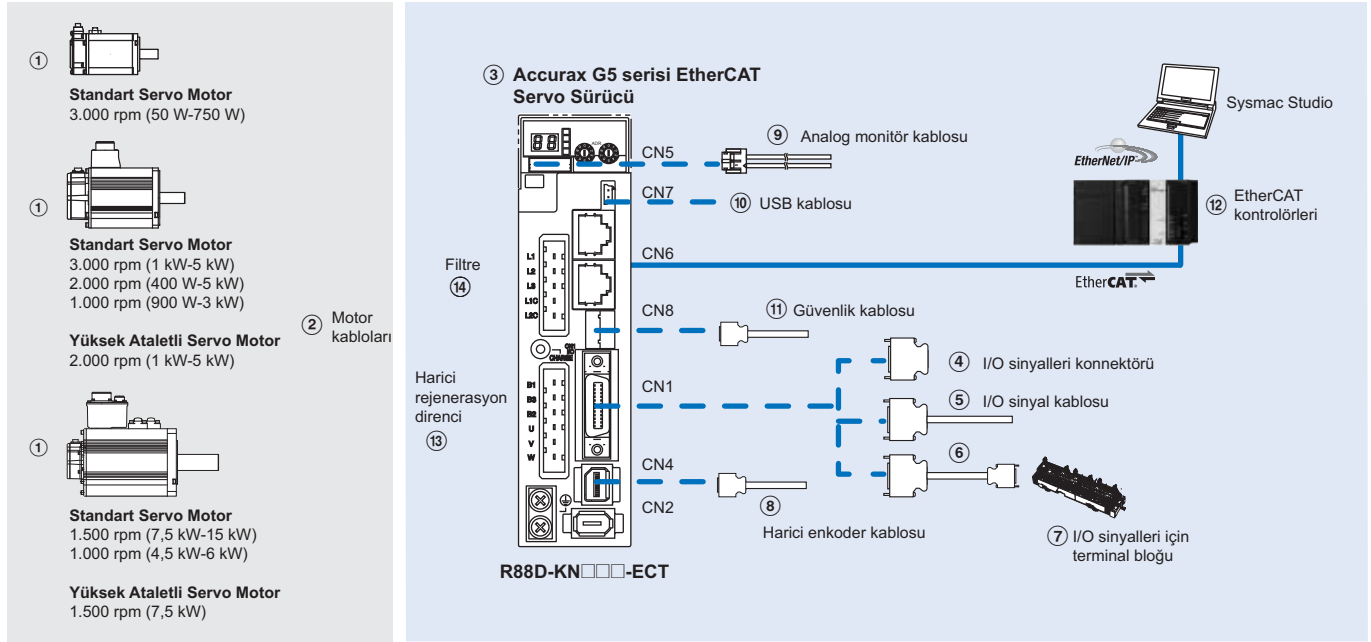 ①
Standart Servo Motor
3.000 rpm (50 W-750 W)
①
Standart Servo Motor
3.000 rpm (1 kW-5 kW)
2.000 rpm (400 W-5 kW)
1.000 rpm (900 W-3 kW)
Yüksek Ataletli Servo Motor
2.000 rpm (1 kW-5 kW)
①
Standart Servo Motor
1.500 rpm (7,5 kW-15 kW)
1.000 rpm (4,5 kW-6 kW)
Yüksek Ataletli Servo Motor
1.500 rpm (7,5 kW)
② Motor
kabloları
③ Accurax G5 serisi EtherCAT
Servo Sürücü
ADR
L1
L2
L3
L1C
L2C
CHARGE
B1
B3
B2
U
V
W
Filtre
⑭
Harici
rejenerasyon
direnci
⑬
CN5
CN7
CN6
CN8
CN1
CN4
CN2
⑨ Analog monitör kablosu
⑩ USB kablosu
⑪ Güvenlik kablosu
④ I/O sinyalleri konnektörü
⑤ I/O sinyal kablosu
⑥
⑦ I/O sinyalleri için
terminal bloğu
⑧
Harici enkoder kablosu
Sysmac Studio
EtherNet/IP
⑫ EtherCAT
kontrolörleri
EtherCAT
R88D-KN□□□-ECT